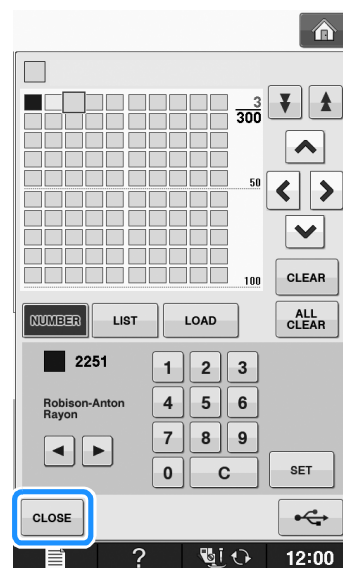 3
300
50
100
CLEAR
NUMBER LIST LOAD ALL CLEAR
2251
Robison-Anton
Rayon
1 2 3
4 5 6
7 8 9
0 C SET
CLOSE
? 12:00